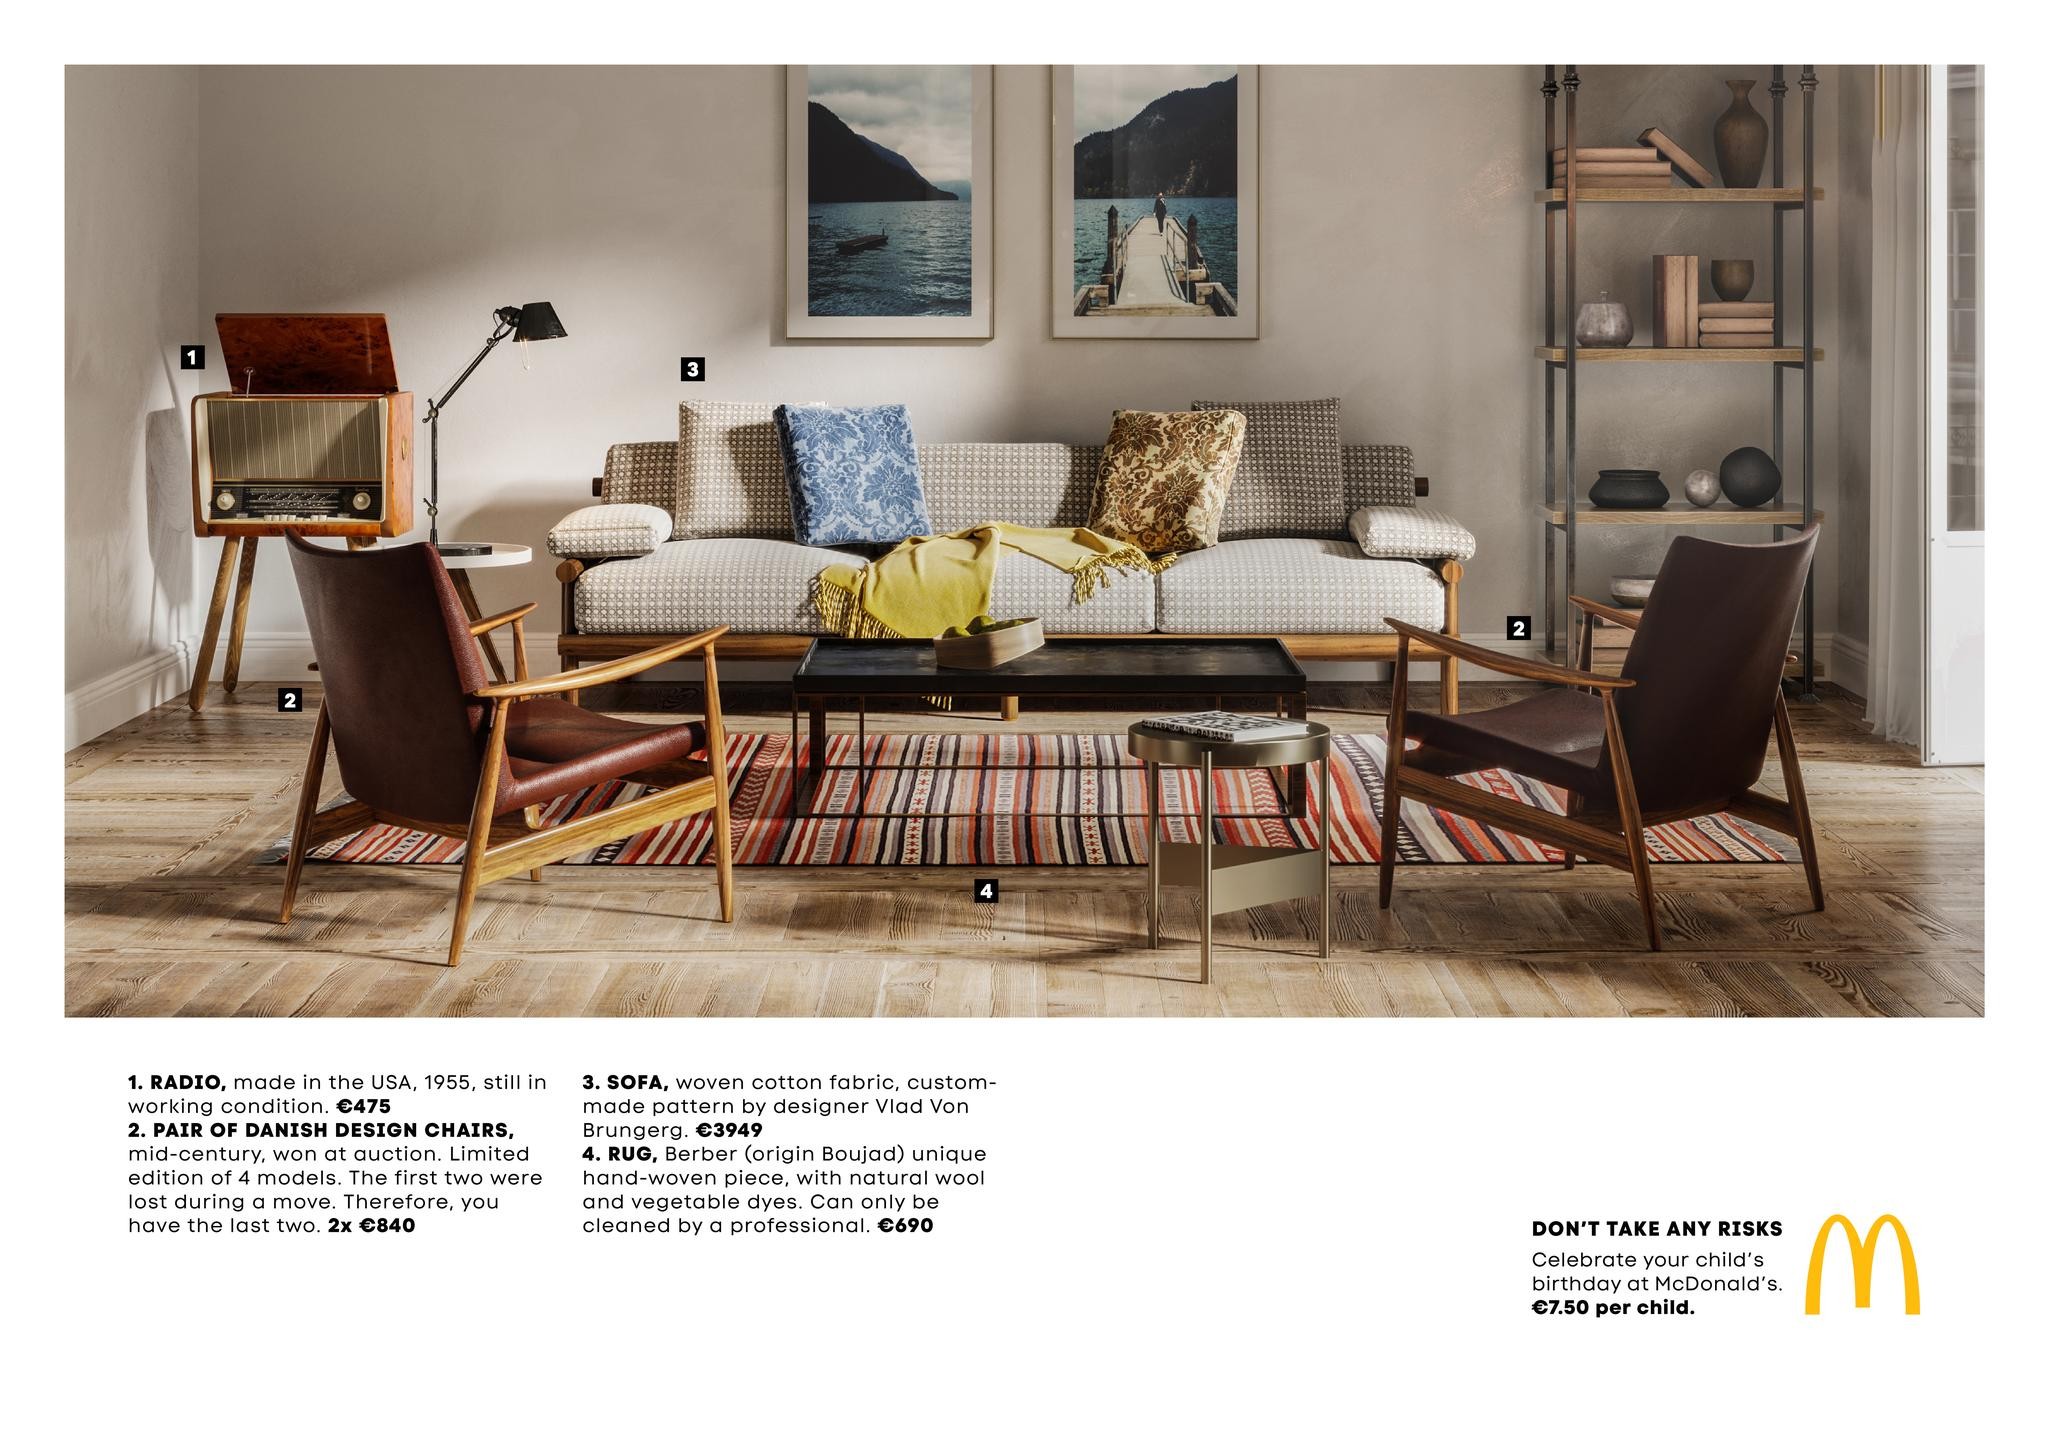 1
3
2
2
4
1. RADIO, made in the USA, 1955, still in
working condition. €475
2. PAIR OF DANISH DESIGN CHAIRS,
mid-century, won at auction. Limited
edition of 4 models. The first two were
lost during a move. Therefore, you
have the last two. 2x €840
3. SOFA, woven cotton fabric, custom-
made pattern by designer Vlad Von
Brungerg. €3949
4. RUG, Berber (origin Boujad) unique
hand-woven piece, with natural wool
and vegetable dyes. Can only be
cleaned by a professional. €690
DON'T TAKE ANY RISKS
Celebrate your child's
birthday at McDonald's.
€7.50 per child.